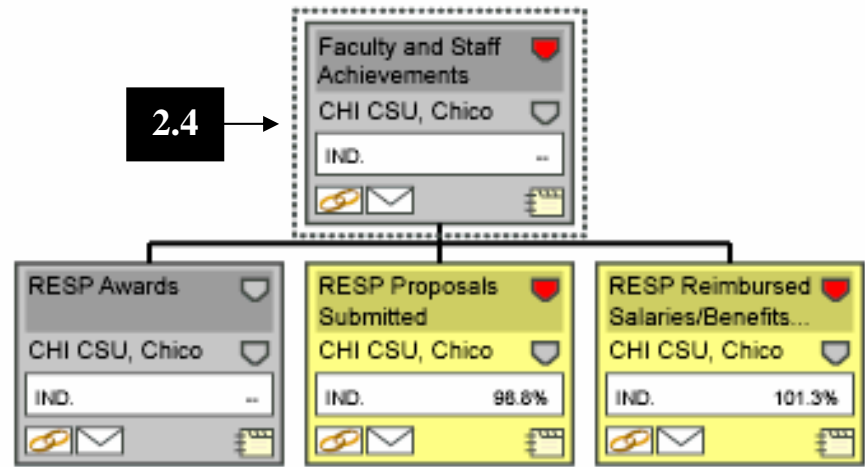 Faculty and Staff
Achievements
2.4
CHI CSU, Chico
IND. --
RESP Awards
CHI CSU, Chico
IND. --
RESP Proposals
Submitted
CHI CSU, Chico
IND. 98.8%
RESP Reimbursed
Salaries/Benefits...
CHI CSU, Chico
IND. 101.3%